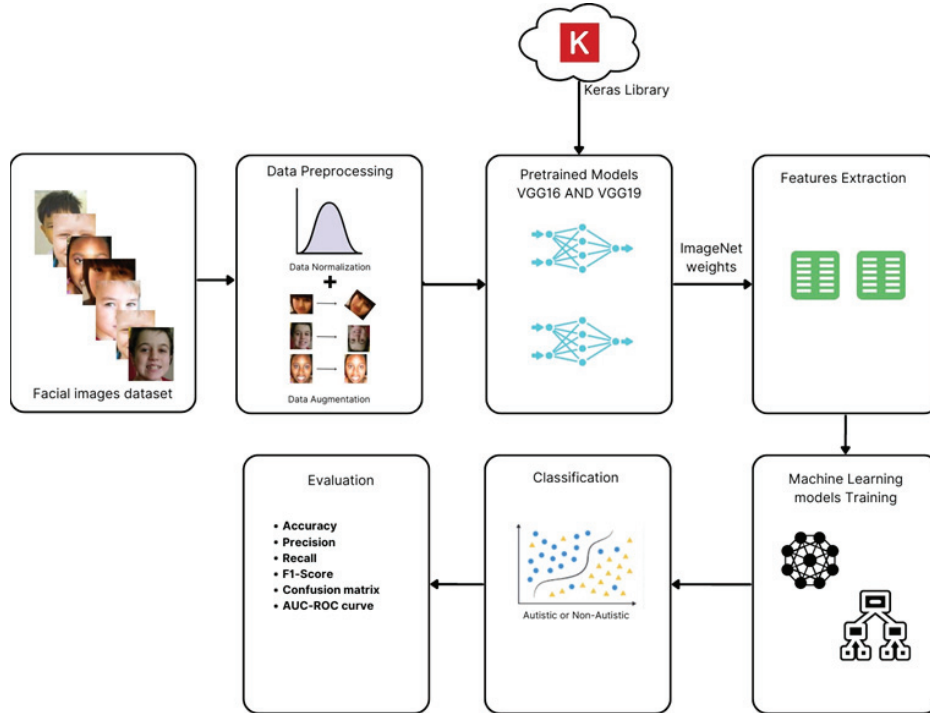 K
Keras Library
Facial images dataset
Data Preprocessing
Data Normalization
+
Data Augmentation
Pretrained Models
VGG16 AND VGG19
ImageNet
weights
Features Extraction
Machine Learning
models Training
Classification
Autistic or Non-Autistic
Evaluation
• Accuracy
• Precision
• Recall
• F1-Score
• Confusion matrix
• AUC-ROC curve